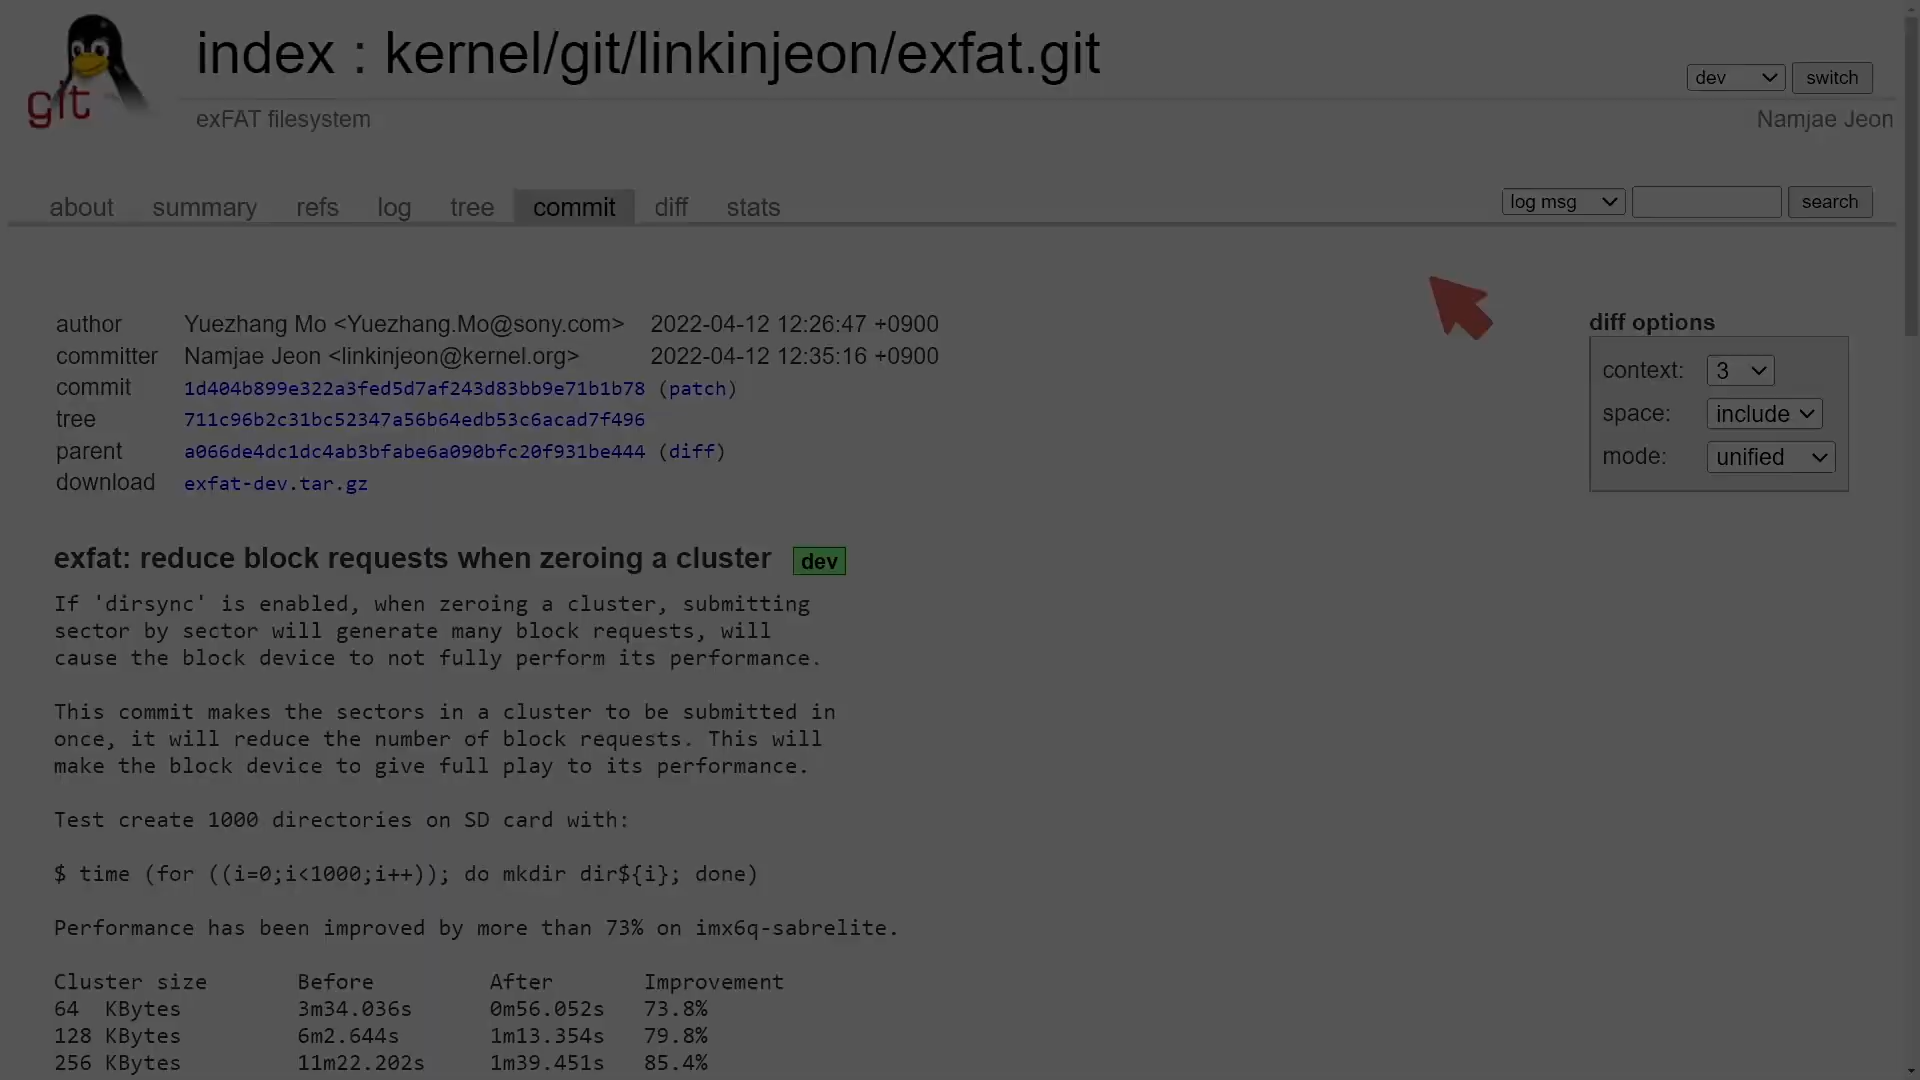 git
index : kernel/git/linkinjeon/exfat.git
dev
switch
exFAT filesystem
Namjae Jeon
about summary refs log tree commit diff stats
log msg
search
author Yuezhang Mo <Yuezhang.Mo@sony.com> 2022-04-12 12:26:47 +0900
committer Namjae Jeon <linkinjeon@kernel.org> 2022-04-12 12:35:16 +0900
commit 1d404b899e322a3fed5d7af243d83bb9e71b1b78 (patch)
tree 711c96b2c31bc52347a56b64edb53c6acad7f496
parent a066de4dc1dc4ab3bfabe6a090bfc20f931be444 (diff)
download exfat-dev.tar.gz
diff options
context: 3
space: include
mode: unified
exfat: reduce block requests when zeroing a cluster dev
If 'dirsync' is enabled, when zeroing a cluster, submitting
sector by sector will generate many block requests, will
cause the block device to not fully perform its performance.
This commit makes the sectors in a cluster to be submitted in
once, it will reduce the number of block requests. This will
make the block device to give full play to its performance.
Test create 1000 directories on SD card with:
$ time (for ((i=0;i<1000;i++)); do mkdir dir${i}; done)
Performance has been improved by more than 73% on imx6q-sabrelite.
Cluster size Before After Improvement
64 KBytes 3m34.036s 0m56.052s 73.8%
128 KBytes 6m2.644s 1m13.354s 79.8%
256 KBytes 11m22.202s 1m39.451s 85.4%